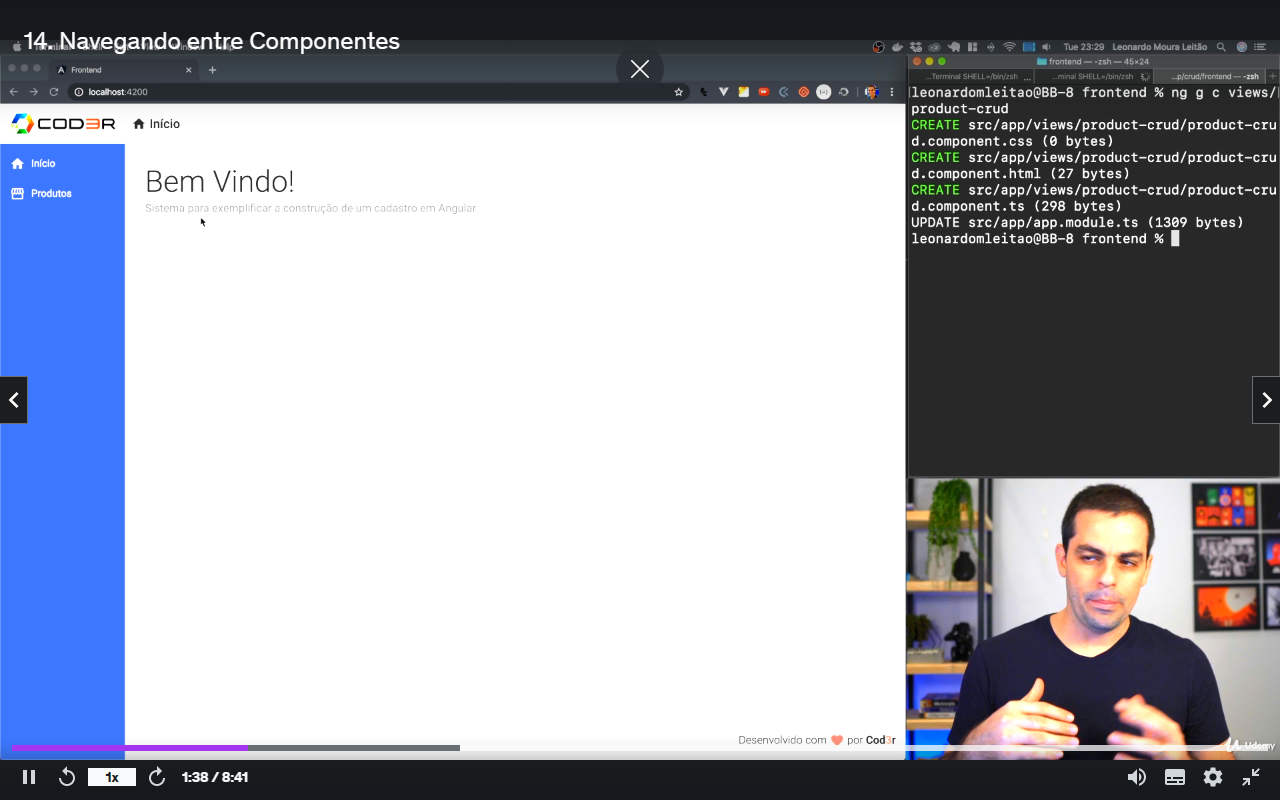 14. Navegando entre Componentes
Tue 23:29 Leonardo Moura Leitão
Frontend
localhost:4200
COD3R
Início
Início
Produtos
Bem Vindo!
Sistema para exemplificar a construção de um cadastro em Angular
Desenvolvido com por Cod3r
frontend — -zsh — 45×24
...Terminal SHELL=/bin/zsh ...
...minal SHELL=/bin/zsh
...p/crud/frontend — -zsh
leonardomleitao@BB-8 frontend % ng g c views/
product-crud
CREATE src/app/views/product-crud/product-cru
d.component.css (0 bytes)
CREATE src/app/views/product-crud/product-cru
d.component.html (27 bytes)
CREATE src/app/views/product-crud/product-cru
d.component.ts (298 bytes)
UPDATE src/app/app.module.ts (1309 bytes)
leonardomleitao@BB-8 frontend %
Udemy
1x
1:38 / 8:41